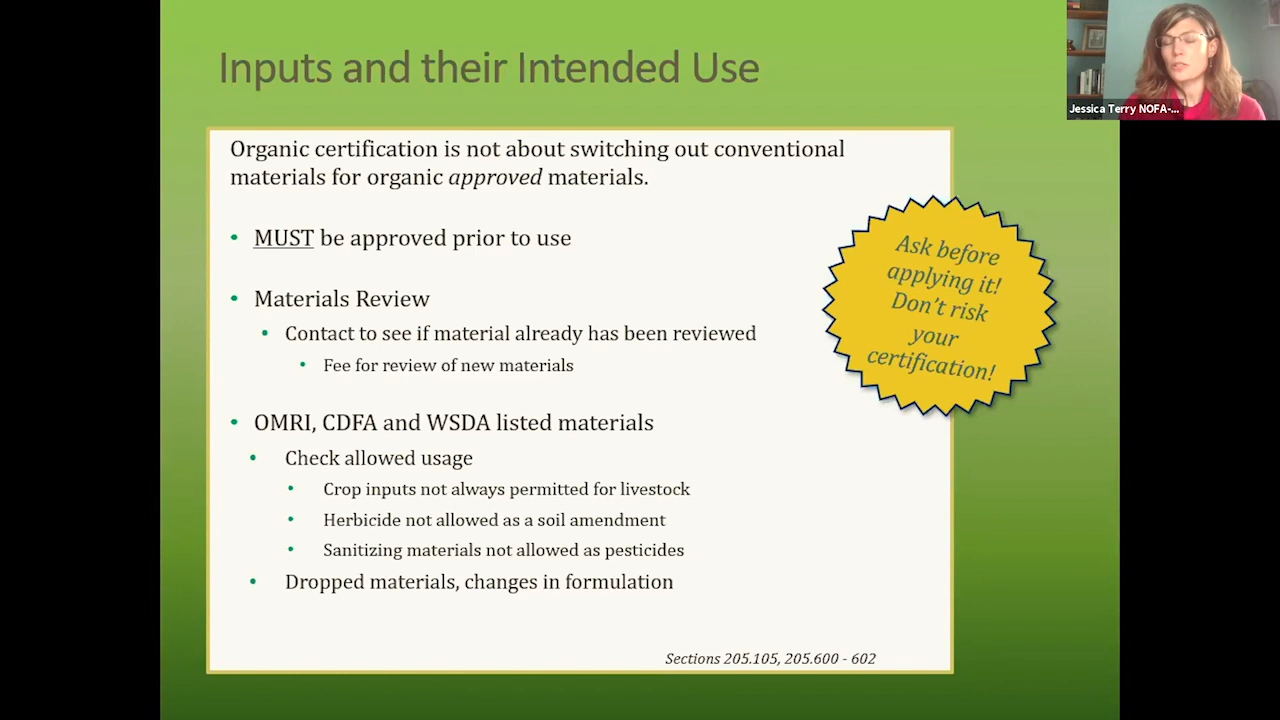 Inputs and their Intended Use
Jessica Terry NOFA-...
Organic certification is not about switching out conventional
materials for organic approved materials.
• MUST be approved prior to use
• Materials Review
• Contact to see if material already has been reviewed
• Fee for review of new materials
Ask before
applying it!
Don't risk
your
certification!
• OMRI, CDFA and WSDA listed materials
• Check allowed usage
• Crop inputs not always permitted for livestock
• Herbicide not allowed as a soil amendment
• Sanitizing materials not allowed as pesticides
• Dropped materials, changes in formulation
Sections 205.105, 205.600 - 602